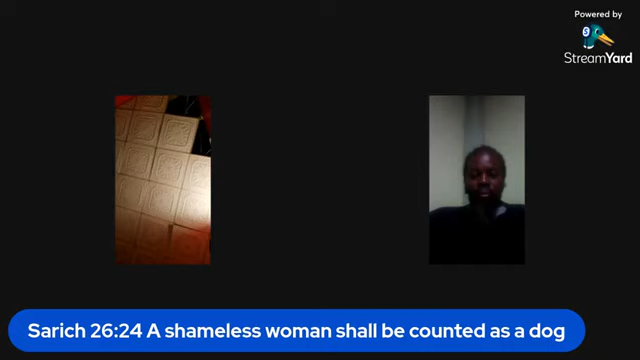 Powered by
StreamYard
Sarich 26:24 A shameless woman shall be counted as a dog